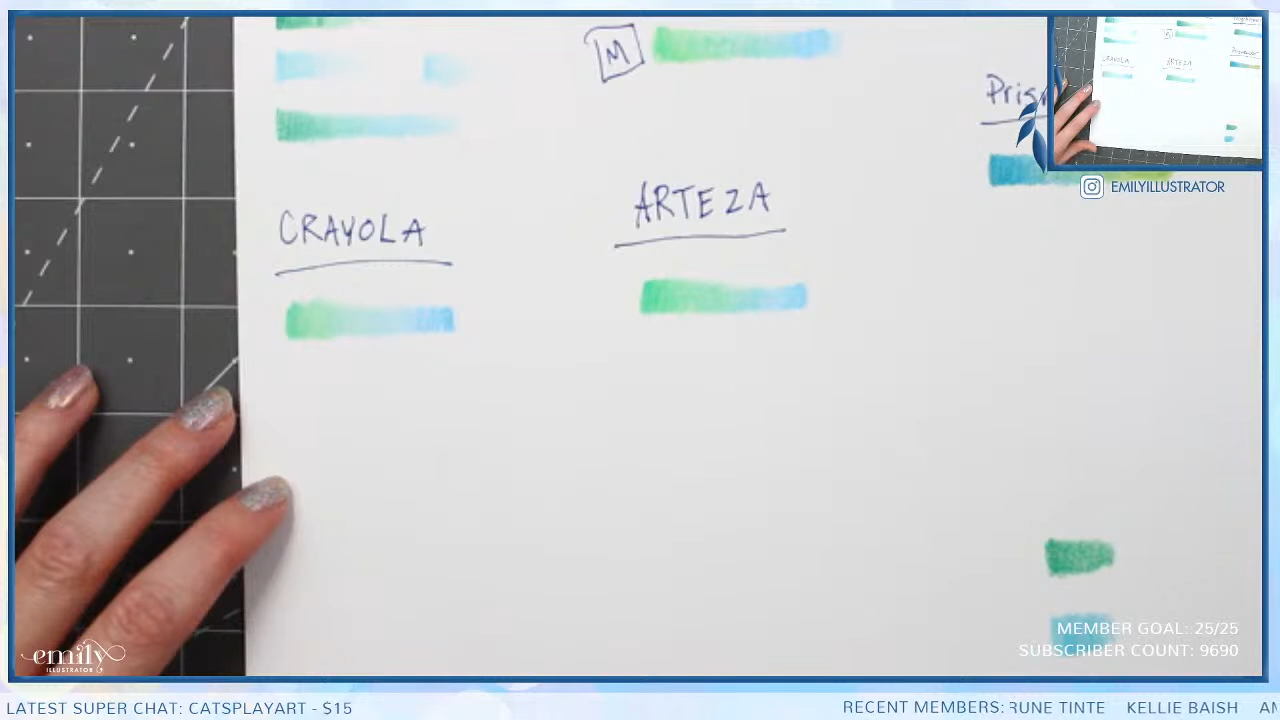 M
CRAYOLA
ARTEZA
EMILYILLUSTRATOR
emily
ILLUSTRATOR
MEMBER GOAL: 25/25
SUBSCRIBER COUNT: 9690
LATEST SUPER CHAT: CATSPLAYART - $15
RECENT MEMBERS: RUNE TINTE KELLIE BAISH